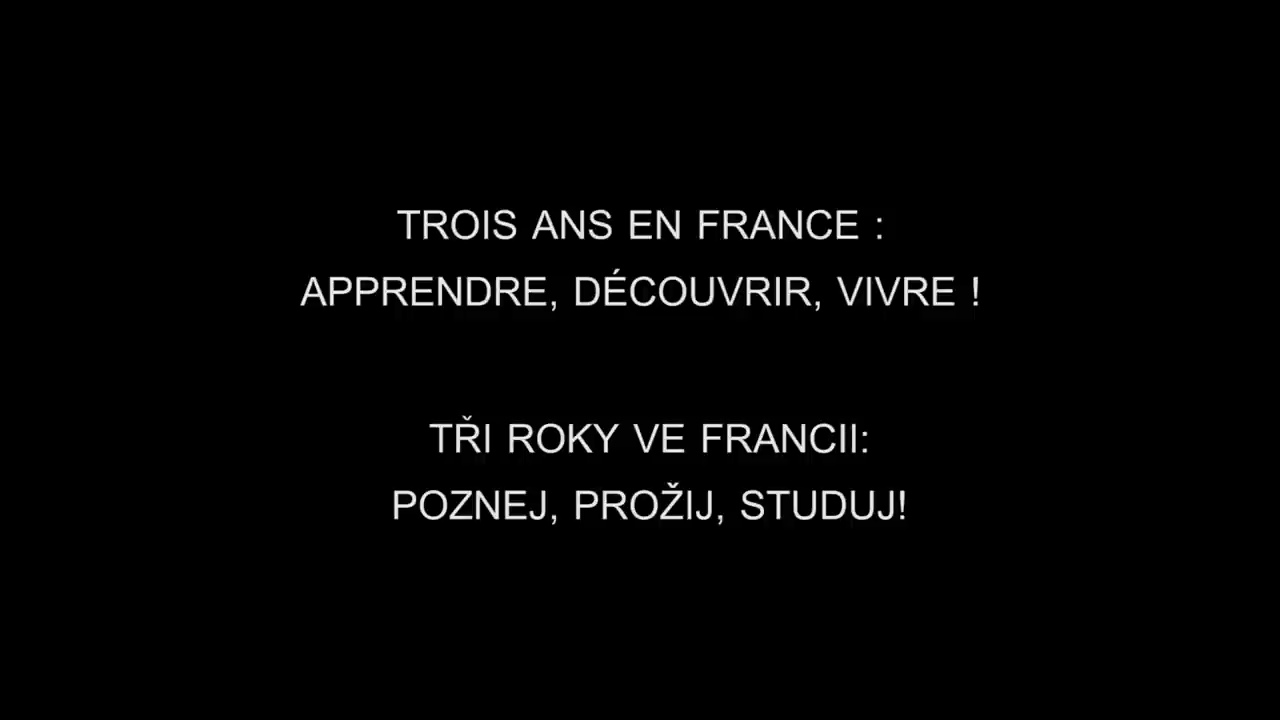 TROIS ANS EN FRANCE :
APPRENDRE, DÉCOUVRIR, VIVRE !
TŘI ROKY VE FRANCII:
POZNEJ, PROŽIJ, STUDUJ!